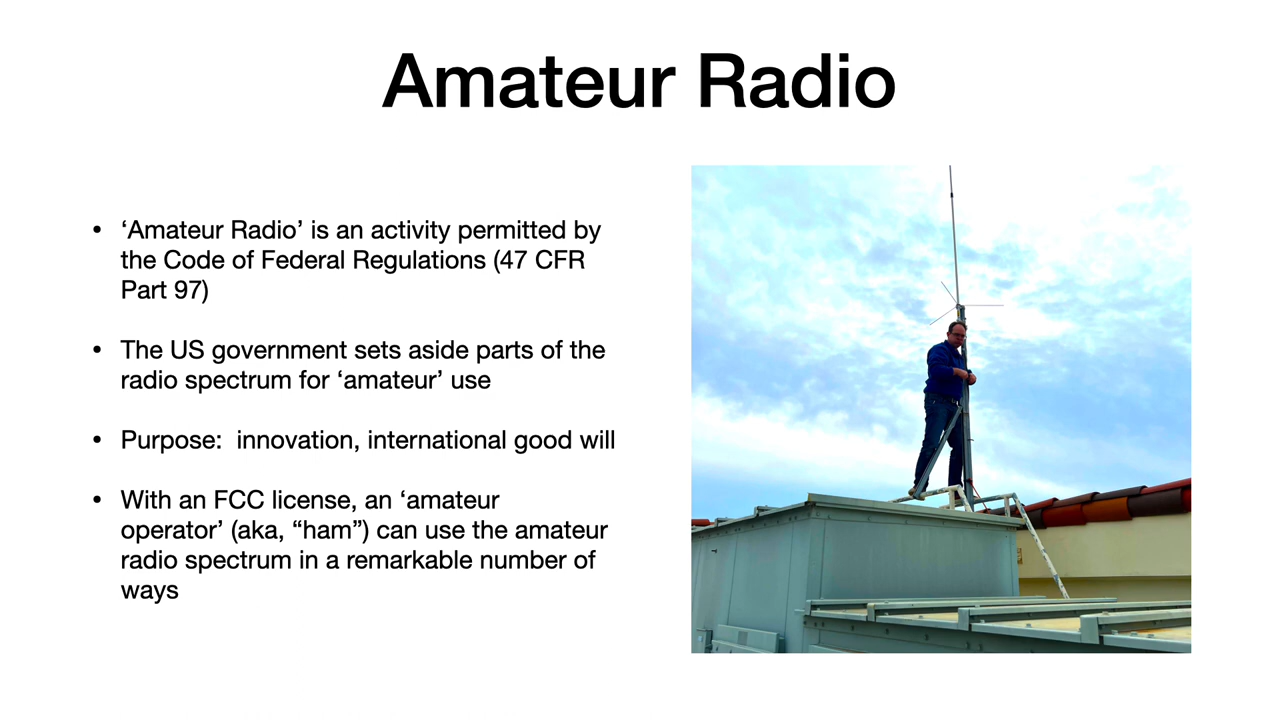 Amateur Radio
• ‘Amateur Radio’ is an activity permitted by
the Code of Federal Regulations (47 CFR
Part 97)
• The US government sets aside parts of the
radio spectrum for ‘amateur’ use
• Purpose:  innovation, international good will
• With an FCC license, an ‘amateur
operator’ (aka, “ham”) can use the amateur
radio spectrum in a remarkable number of
ways